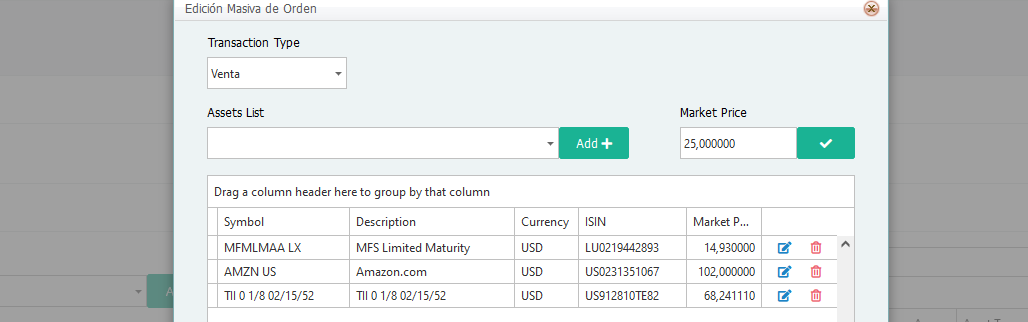 Edición Masiva de Orden
Transaction Type
Venta
Assets List
Market Price
Add
25,000000
Drag a column header here to group by that column
Symbol Description Currency ISIN Market P...
MFMLMAA LX MFS Limited Maturity USD LU0219442893 14,930000
AMZN US Amazon.com USD US0231351067 102,000000
TII 0 1/8 02/15/52 TII 0 1/8 02/15/52 USD US912810TE82 68,241110